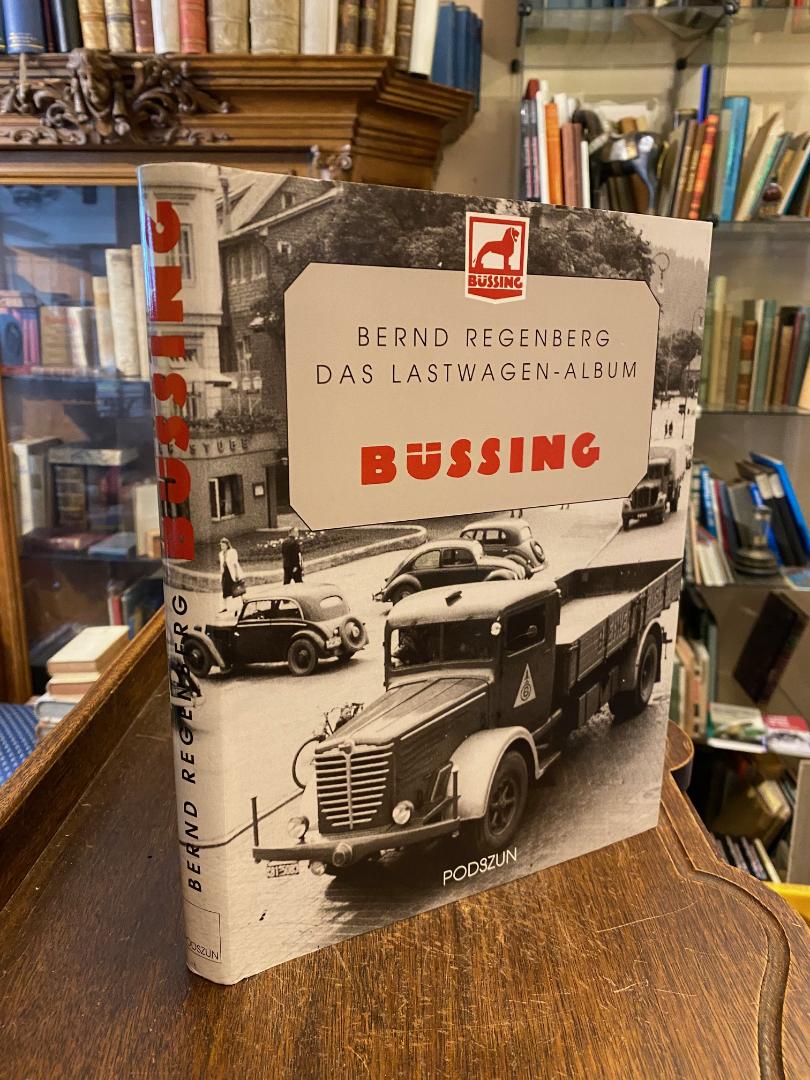 BÜSSING
BERND REGENBERG
DAS LASTWAGEN-ALBUM
BÜSSING
PODSZUN
BÜSSING
BERND REGENBERG
PODSZUN